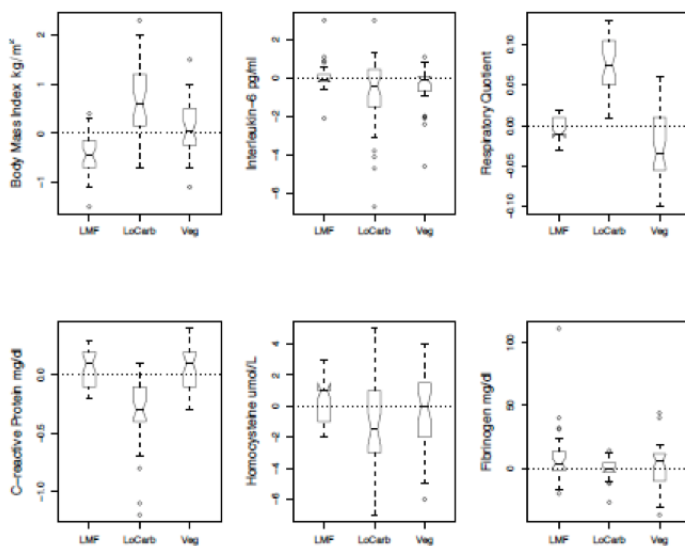 Body Mass Index kg/m²
2
1
0
−1
LMF LoCarb Veg
Interleukin−6 pg/ml
2
0
−2
−4
−6
LMF LoCarb Veg
Respiratory Quotient
0.10
0.05
0.00
−0.05
−0.10
LMF LoCarb Veg
C−reactive Protein mg/dl
0.0
−0.5
−1.0
LMF LoCarb Veg
Homocysteine umol/L
4
2
0
−2
−4
−6
LMF LoCarb Veg
Fibrinogen mg/dl
100
50
0
LMF LoCarb Veg